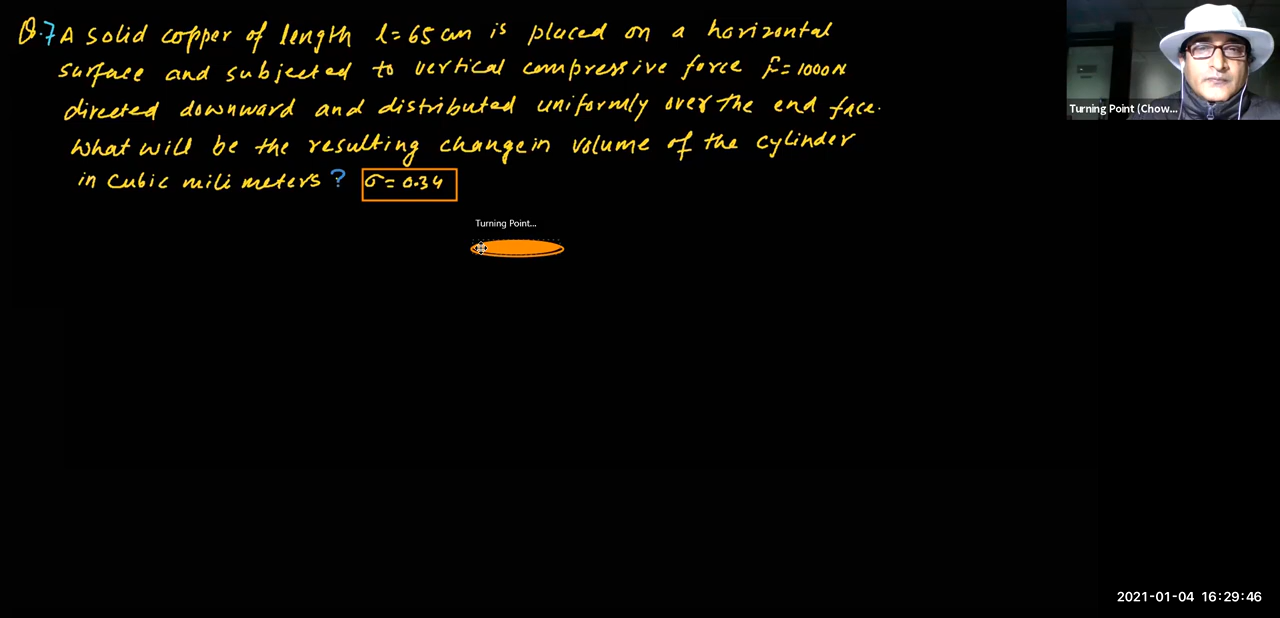 Q.7 A solid copper of length l = 65 cm is placed on a horizontal
surface and subjected to vertical compressive force F = 1000 N
directed downward and distributed uniformly over the end face.
What will be the resulting change in volume of the cylinder
in Cubic mili meters ? σ = 0.34
Turning Point (Chow...
Turning Point...
2021-01-04 16:29:46